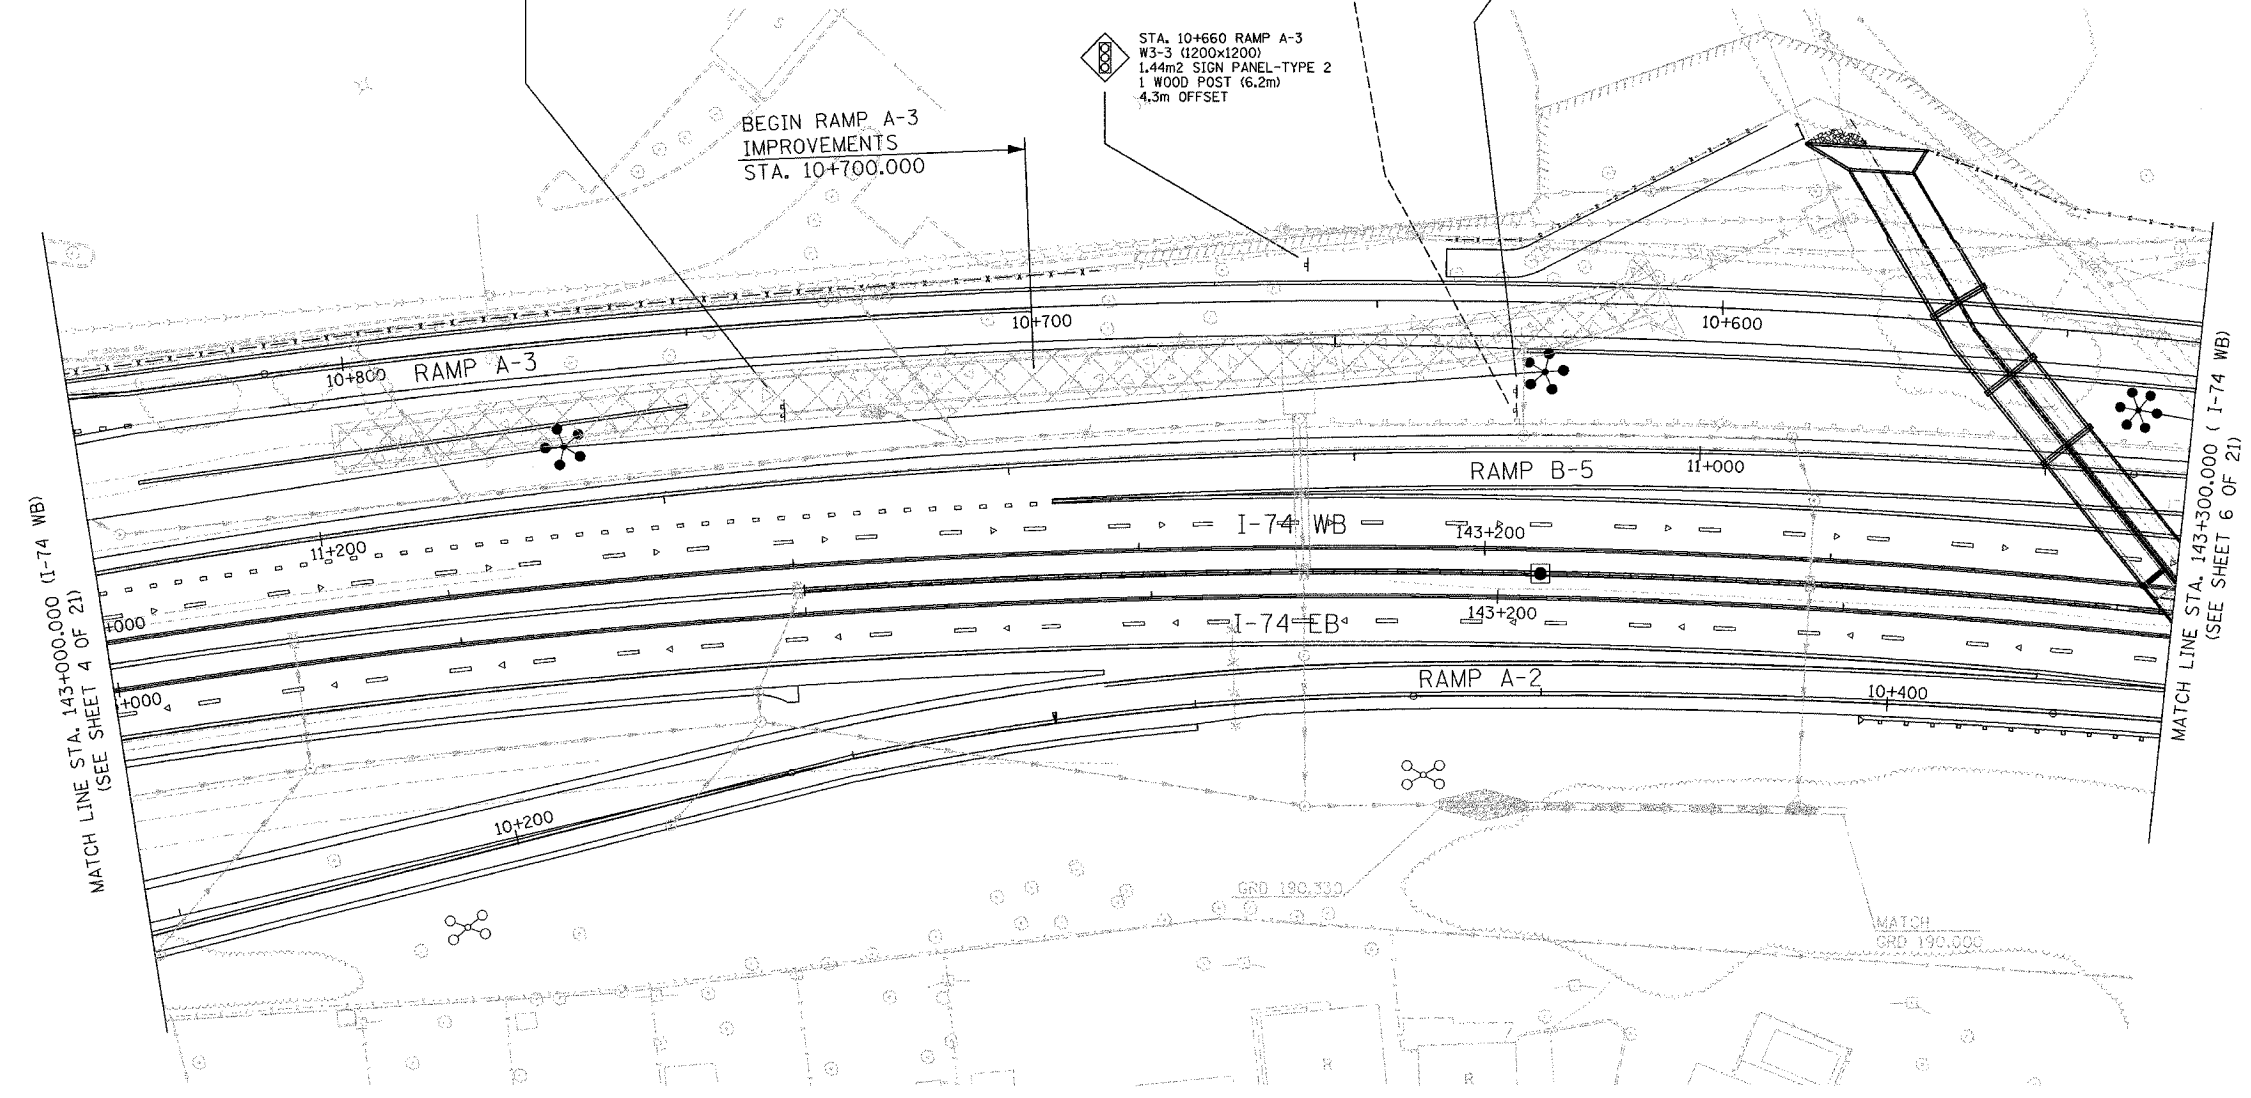 STA. 10+660 RAMP A-3
W3-3 (1200x1200)
1.44m2 SIGN PANEL-TYPE 2
1 WOOD POST (6.2m)
4.3m OFFSET
BEGIN RAMP A-3
IMPROVEMENTS
STA. 10+700.000
S
10+700
10+600
10+800
RAMP A-3
RAMP B-5
11+000
I-74 WB
143+200
11+200
+000
143+200
I-74 EB
+000
RAMP A-2
10+400
10+200
GRD 190.330
MATCH
GRD 190.000
R
R
MATCH LINE STA. 143+000.000 (I-74 WB)
(SEE SHEET 4 OF 21)
MATCH LINE STA. 143+300.000 ( I-74 WB)
(SEE SHEET 6 OF 21)